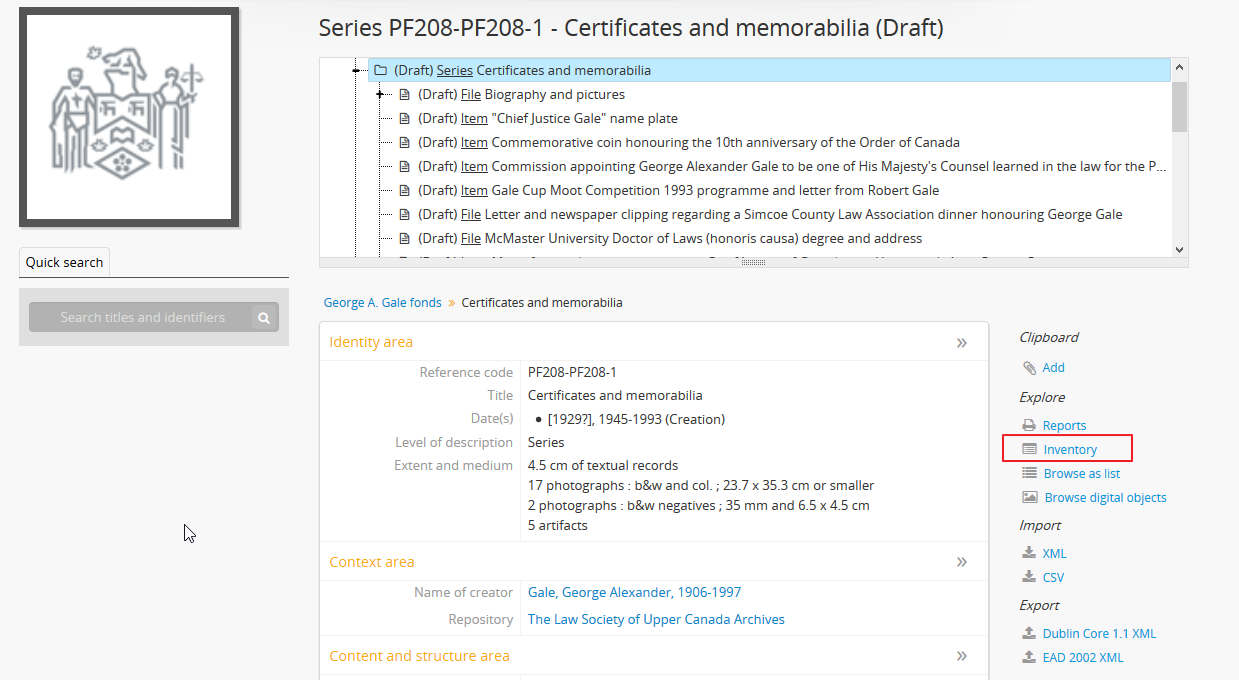 Series PF208-PF208-1 - Certificates and memorabilia (Draft)
(Draft) Series Certificates and memorabilia
(Draft) File Biography and pictures
(Draft) Item "Chief Justice Gale" name plate
(Draft) Item Commemorative coin honouring the 10th anniversary of the Order of Canada
(Draft) Item Commission appointing George Alexander Gale to be one of His Majesty's Counsel learned in the law for the P...
(Draft) Item Gale Cup Moot Competition 1993 programme and letter from Robert Gale
(Draft) File Letter and newspaper clipping regarding a Simcoe County Law Association dinner honouring George Gale
(Draft) File McMaster University Doctor of Laws (honoris causa) degree and address
Quick search
Search titles and identifiers
George A. Gale fonds » Certificates and memorabilia
Identity area »
Reference code PF208-PF208-1
Title Certificates and memorabilia
Date(s) • [1929?], 1945-1993 (Creation)
Level of description Series
Extent and medium 4.5 cm of textual records
17 photographs : b&w and col. ; 23.7 x 35.3 cm or smaller
2 photographs : b&w negatives ; 35 mm and 6.5 x 4.5 cm
5 artifacts
Context area »
Name of creator Gale, George Alexander, 1906-1997
Repository The Law Society of Upper Canada Archives
Content and structure area »
Clipboard
Add
Explore
Reports
Inventory
Browse as list
Browse digital objects
Import
XML
CSV
Export
Dublin Core 1.1 XML
EAD 2002 XML